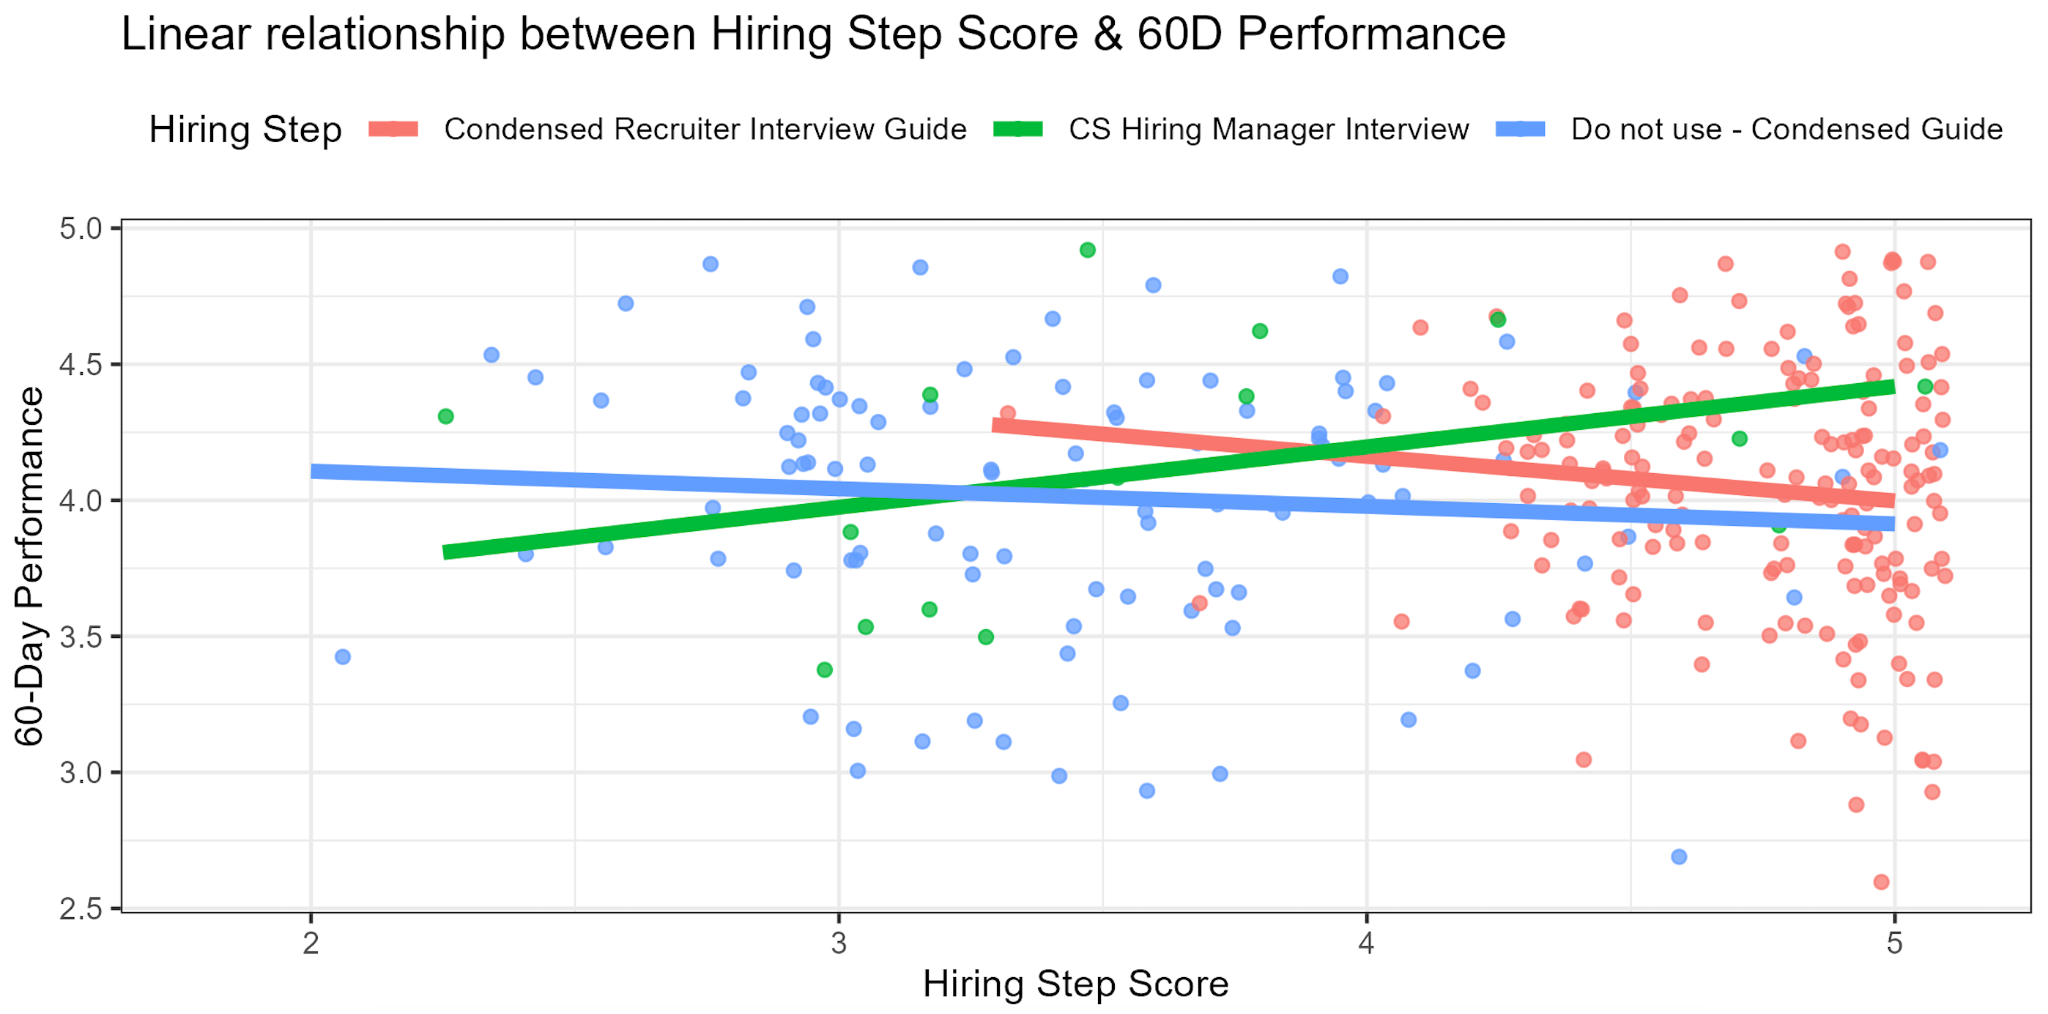 Linear relationship between Hiring Step Score & 60D Performance
Hiring Step Condensed Recruiter Interview Guide CS Hiring Manager Interview Do not use - Condensed Guide
60-Day Performance
5.0
4.5
4.0
3.5
3.0
2.5
2 3 4 5
Hiring Step Score